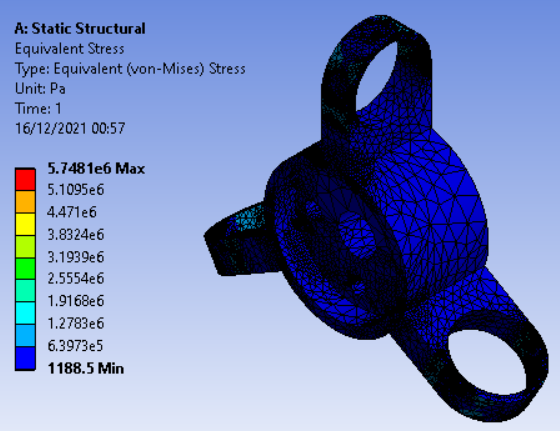 A: Static Structural
Equivalent Stress
Type: Equivalent (von-Mises) Stress
Unit: Pa
Time: 1
16/12/2021 00:57
5.7481e6 Max
5.1095e6
4.471e6
3.8324e6
3.1939e6
2.5554e6
1.9168e6
1.2783e6
6.3973e5
1188.5 Min